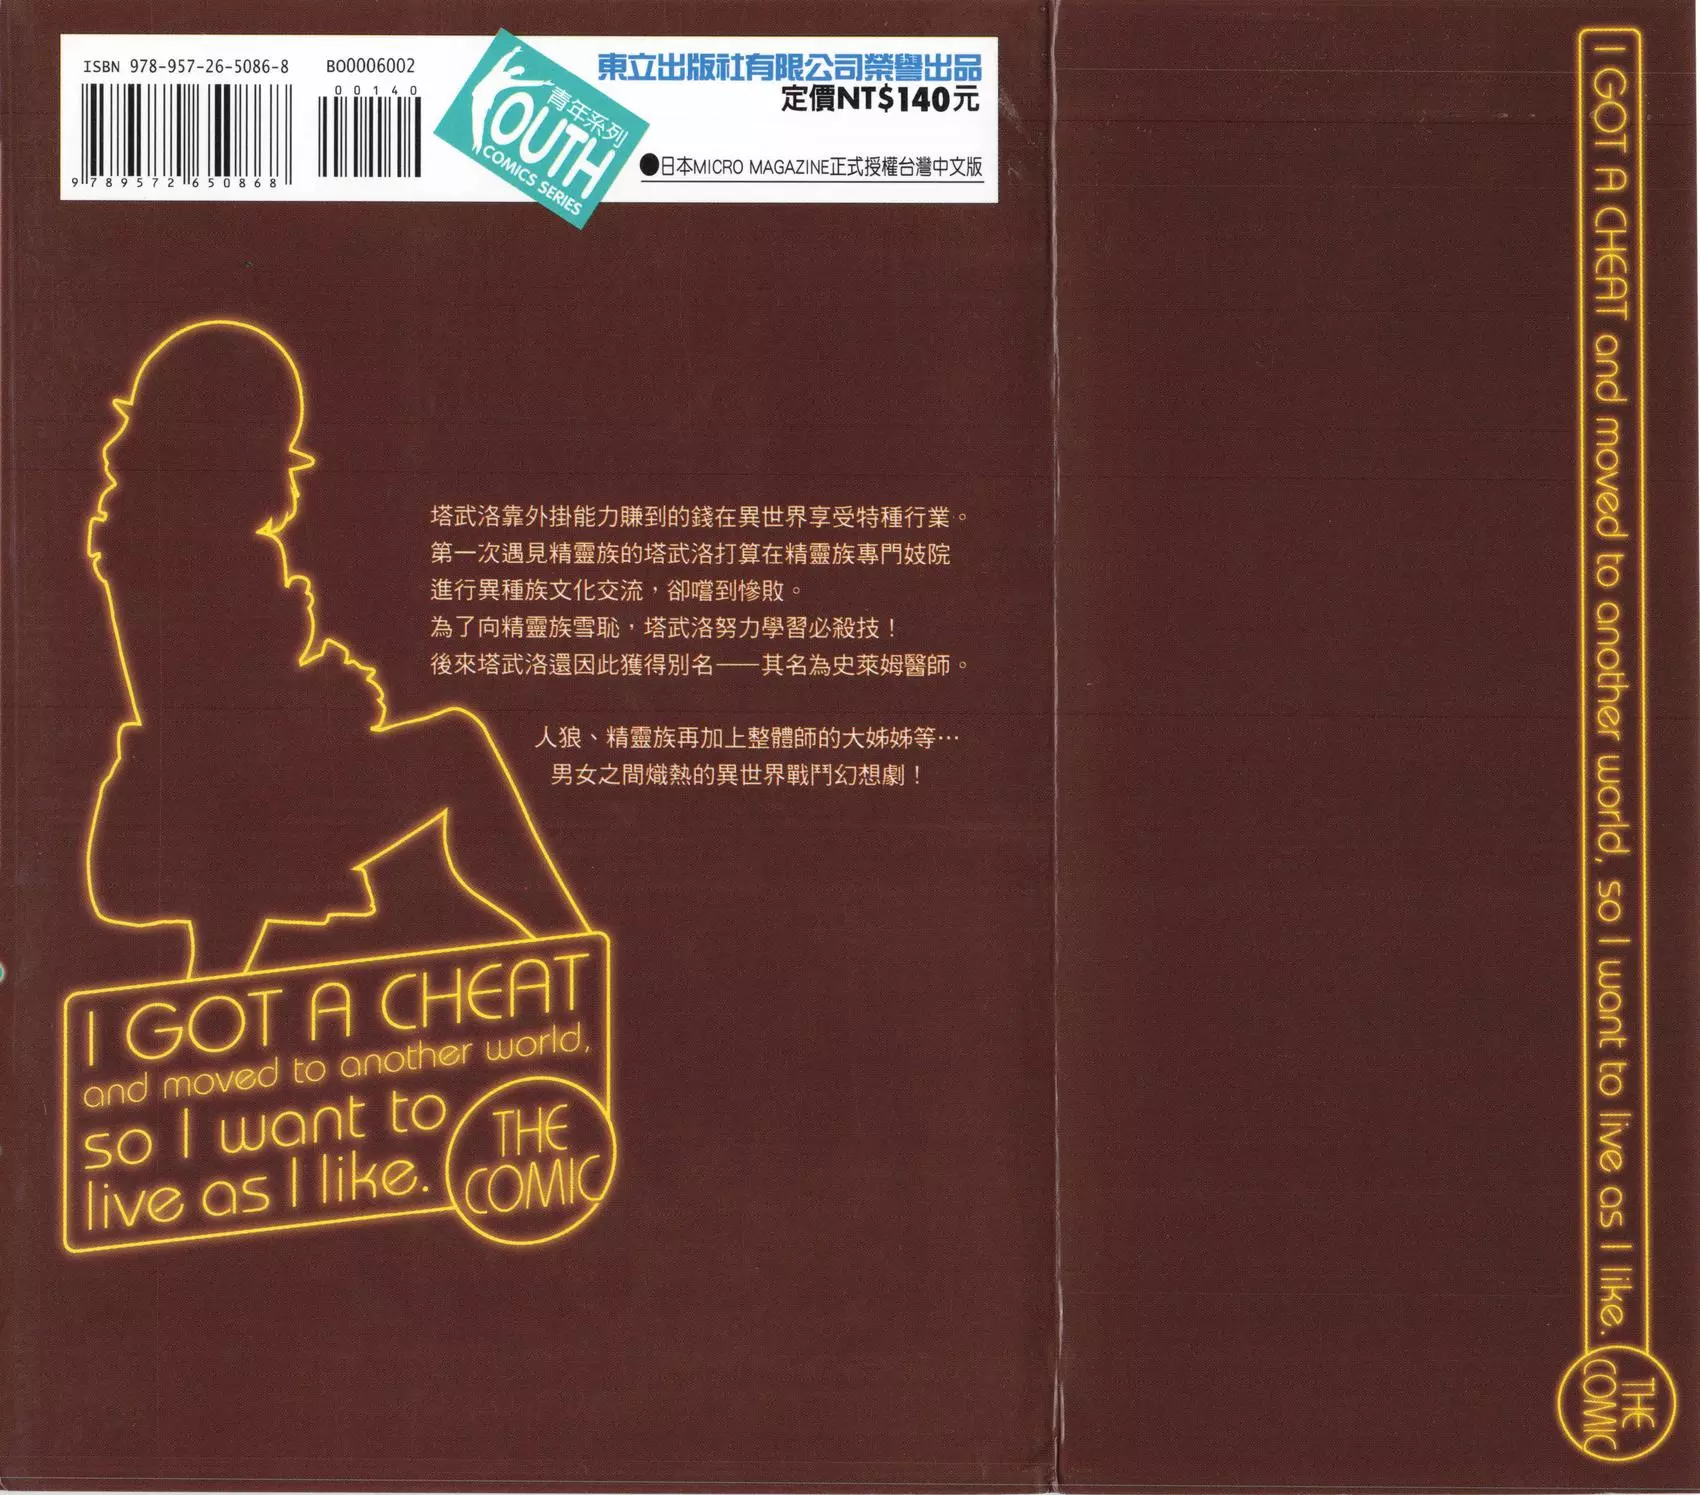 ISBN 978-957-26-5086-8
BO0006002
00140
9 789572 650868
青年系列
YOUTH
COMICS SERIES
東立出版社有限公司榮譽出品
定價NT$140元
●日本MICRO MAGAZINE正式授權台灣中文版
塔武洛靠外掛能力賺到的錢在異世界享受特種行業。
第一次遇見精靈族的塔武洛打算在精靈族專門妓院
進行異種族文化交流，卻嚐到慘敗。
為了向精靈族雪恥，塔武洛努力學習必殺技！
後來塔武洛還因此獲得別名——其名為史萊姆醫師。
人狼、精靈族再加上整體師的大姊姊等…
男女之間熾熱的異世界戰鬥幻想劇！
I GOT A CHEAT
and moved to another world,
so I want to
live as I like.
THE
COMIC
I GOT A CHEAT and moved to another world, so I want to live as I like.
THE
COMIC